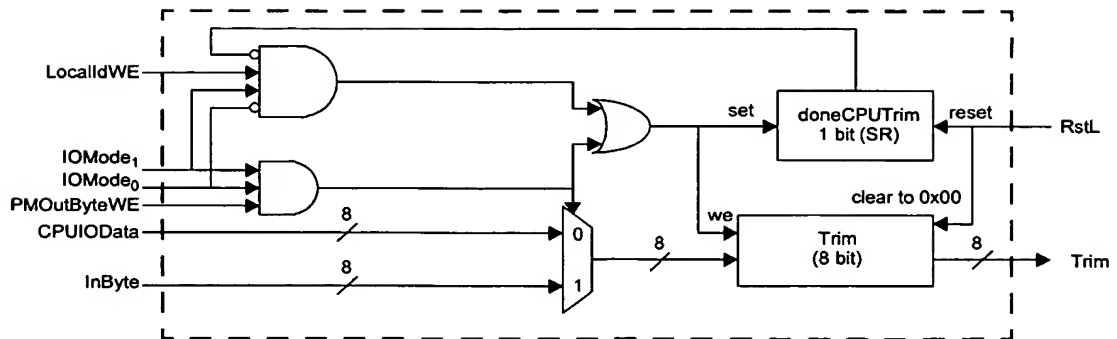 LocalIdWE
IOMode1
IOMode0
PMOutByteWE
CPUIOData
8
InByte
8
0
1
set
doneCPUTrim
1 bit (SR)
reset
RstL
clear to 0x00
we
8
Trim
(8 bit)
8
Trim